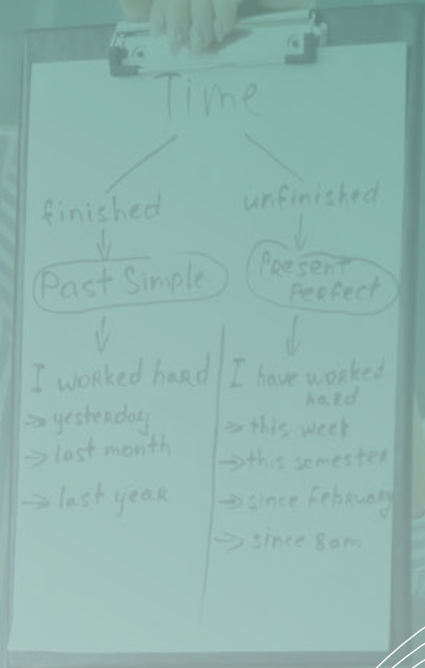 Time
finished
unfinished
Past Simple
Present
Perfect
I worked hard
→ yesterday
→ last month
→ last year
I have worked
hard
→ this week
→ this semester
→ since February
→ since 8am